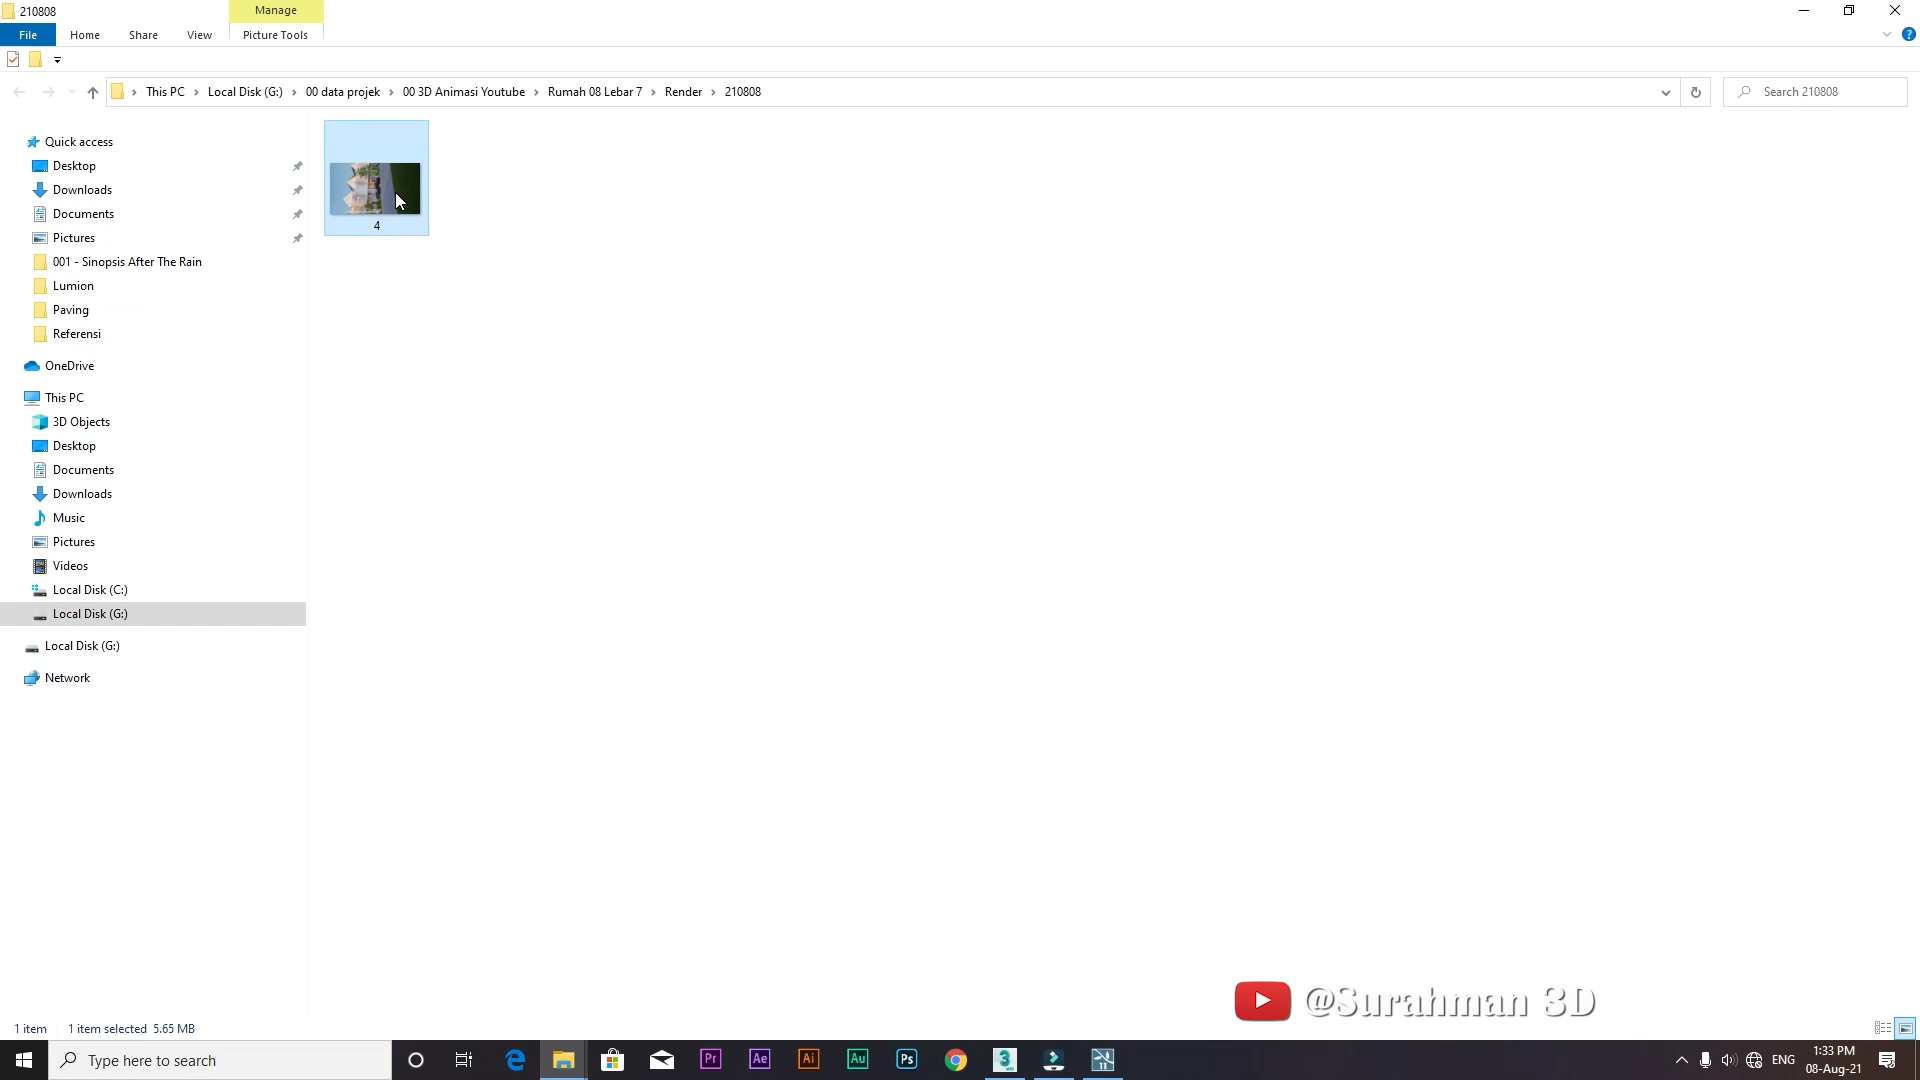 210808
Manage
File
Home
Share
View
Picture Tools
This PC
Local Disk (G:)
00 data projek
00 3D Animasi Youtube
Rumah 08 Lebar 7
Render
210808
Search 210808
Quick access
Desktop
Downloads
Documents
Pictures
001 - Sinopsis After The Rain
Lumion
Paving
Referensi
OneDrive
This PC
3D Objects
Desktop
Documents
Downloads
Music
Pictures
Videos
Local Disk (C:)
Local Disk (G:)
Local Disk (G:)
Network
4
@Surahman 3D
1 item
1 item selected 5.65 MB
Type here to search
Pr
Ae
Ai
Au
Ps
3
11
ENG
1:33 PM
08-Aug-21